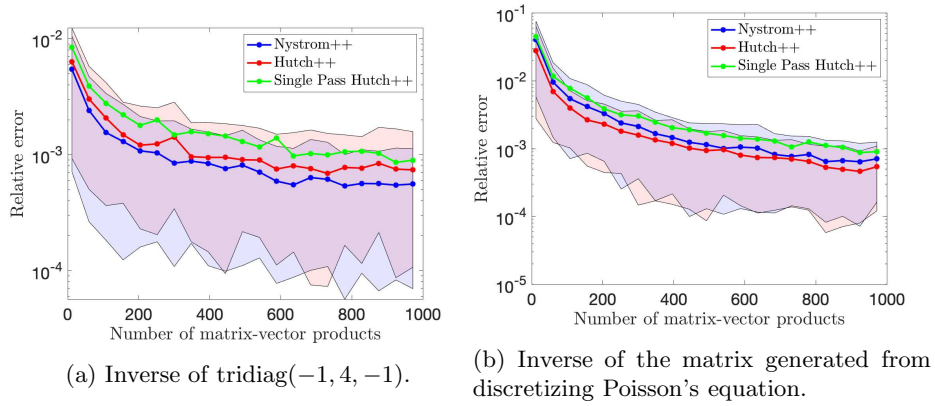 10^-2
10^-3
10^-4
Relative error
Nystrom++
Hutch++
Single Pass Hutch++
0 200 400 600 800 1000
Number of matrix-vector products
(a) Inverse of tridiag(−1, 4, −1).
10^-1
10^-2
10^-3
10^-4
10^-5
Relative error
Nystrom++
Hutch++
Single Pass Hutch++
0 200 400 600 800 1000
Number of matrix-vector products
(b) Inverse of the matrix generated from
discretizing Poisson's equation.